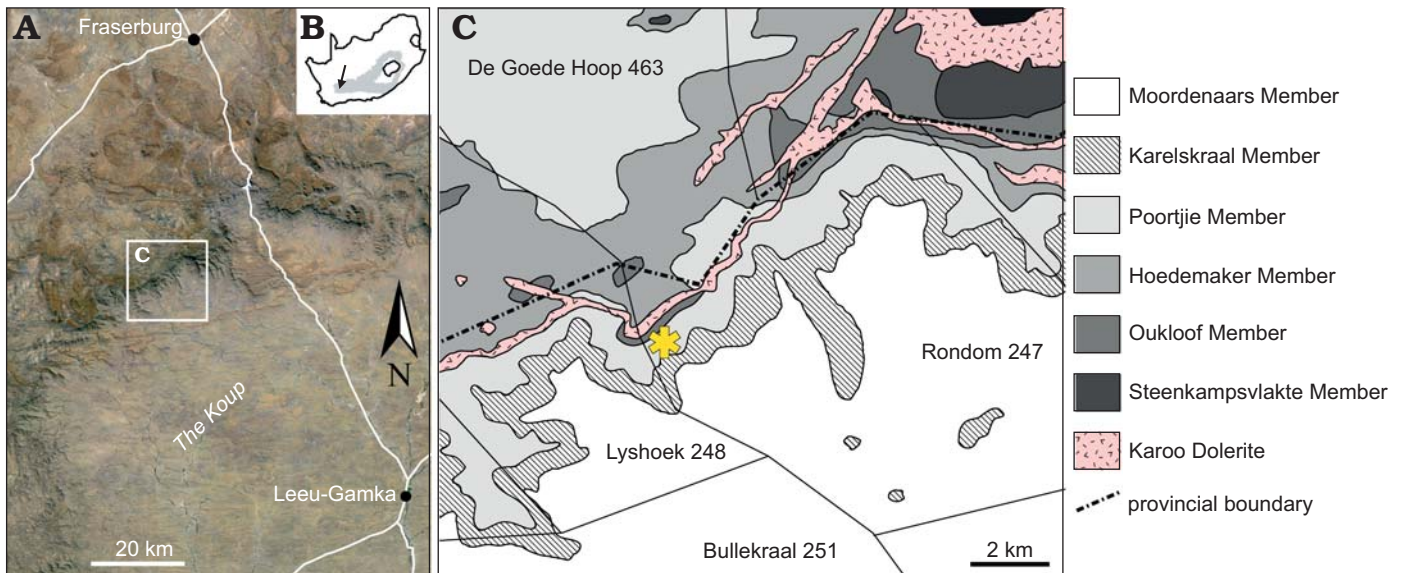 A
Fraserburg
C
N
The Koup
Leeu-Gamka
20 km
B
C
De Goede Hoop 463
Rondom 247
Lyshoek 248
Bullekraal 251
2 km
Moordenaars Member
Karelskraal Member
Poortjie Member
Hoedemaker Member
Oukloof Member
Steenkampsvlakte Member
Karoo Dolerite
provincial boundary